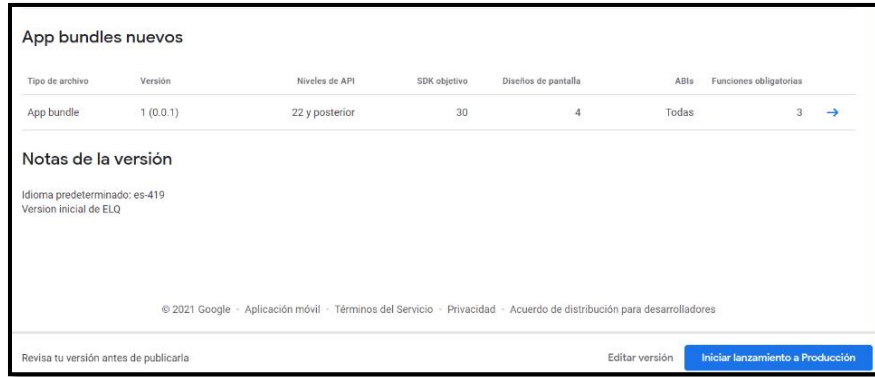 App bundles nuevos
Tipo de archivo Versión Niveles de API SDK objetivo Diseños de pantalla ABIs Funciones obligatorias
App bundle 1 (0.0.1) 22 y posterior 30 4 Todas 3 →
Notas de la versión
Idioma predeterminado: es-419
Version inicial de ELQ
© 2021 Google · Aplicación móvil · Términos del Servicio · Privacidad · Acuerdo de distribución para desarrolladores
Revisa tu versión antes de publicarla Editar versión Iniciar lanzamiento a Producción